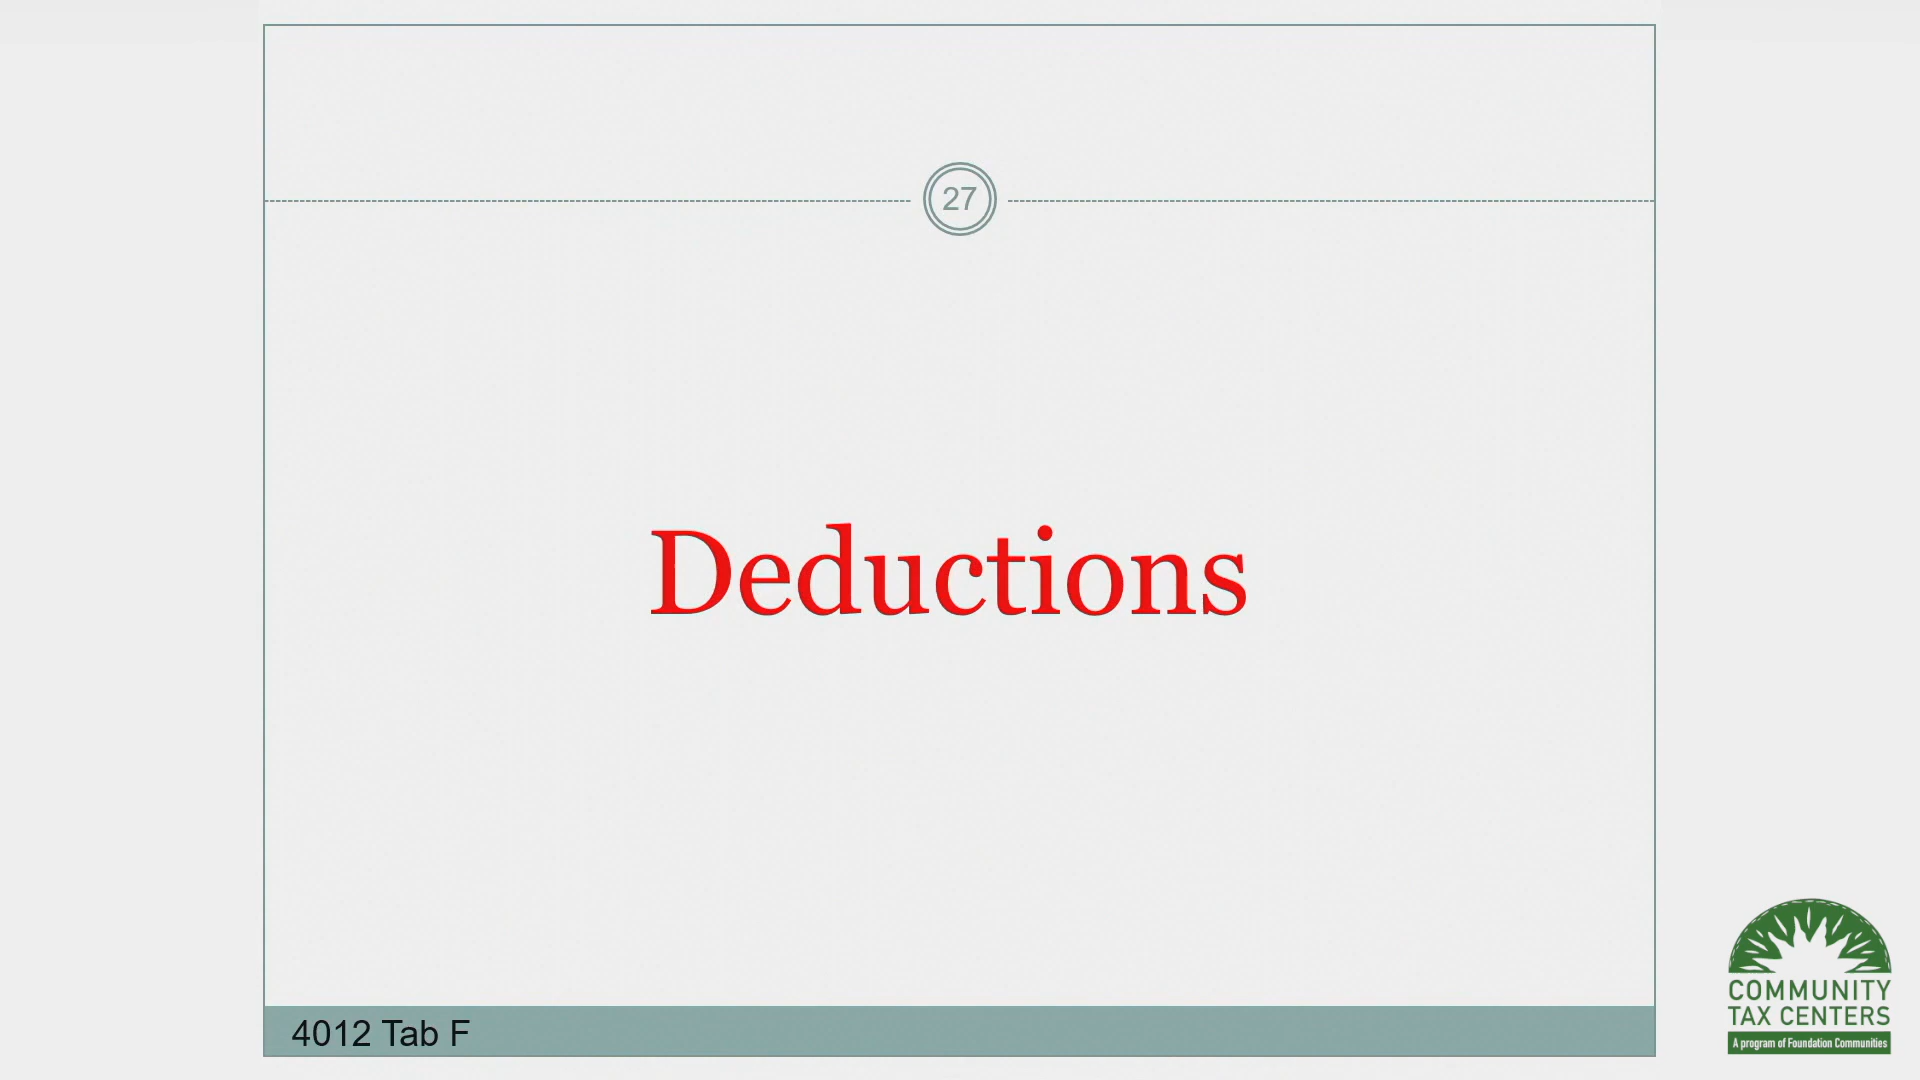 27
Deductions
4012 Tab F
COMMUNITY
TAX CENTERS
A program of Foundation Communities